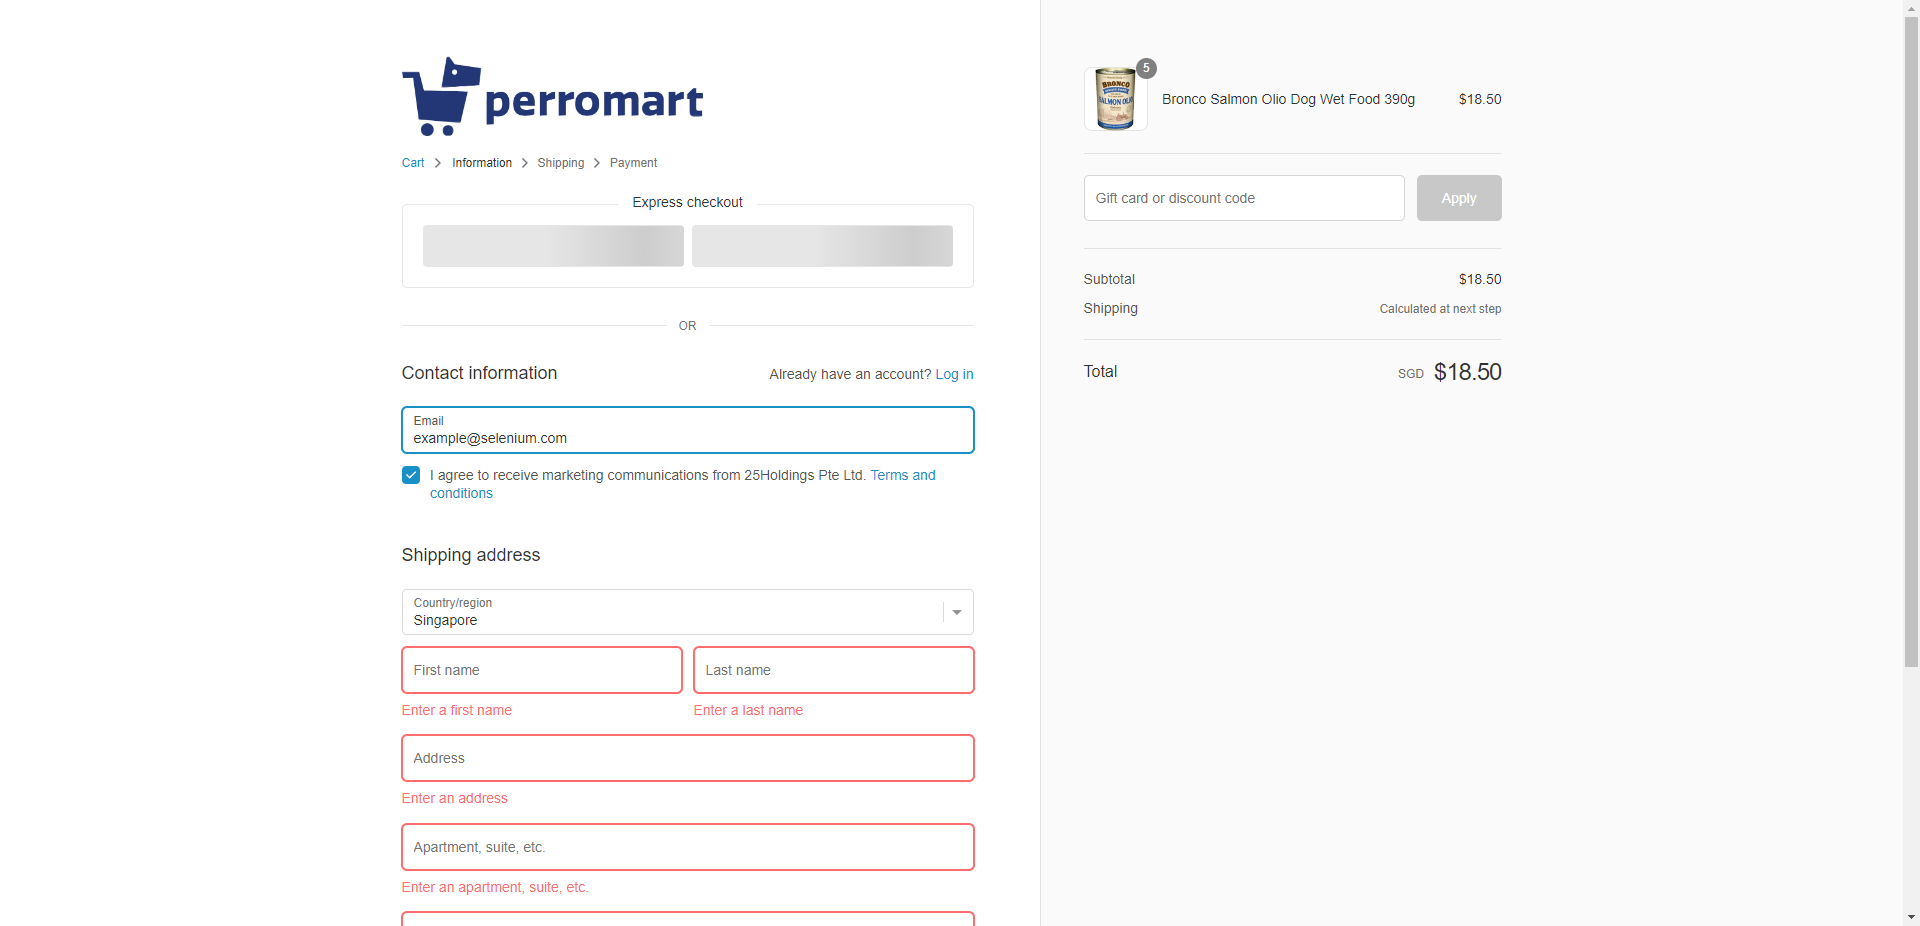 perromart
Cart
Information
Shipping
Payment
Express checkout
OR
Contact information
Already have an account? Log in
Email
example@selenium.com
I agree to receive marketing communications from 25Holdings Pte Ltd. Terms and
conditions
Shipping address
Country/region
Singapore
First name
Last name
Enter a first name
Enter a last name
Address
Enter an address
Apartment, suite, etc.
Enter an apartment, suite, etc.
5
BRONCO
SALMON OLIO
Bronco Salmon Olio Dog Wet Food 390g
$18.50
Gift card or discount code
Apply
Subtotal
$18.50
Shipping
Calculated at next step
Total
SGD $18.50